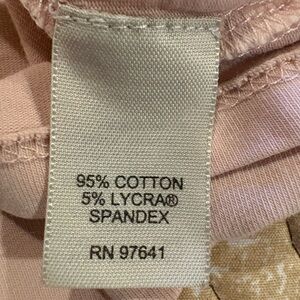 95% COTTON
5% LYCRA®
SPANDEX
RN 97641